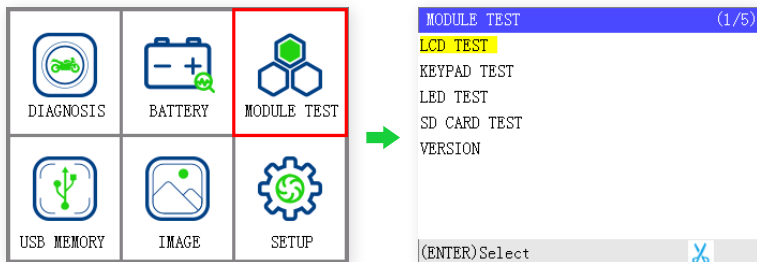 DIAGNOSIS
BATTERY
MODULE TEST
USB MEMORY
IMAGE
SETUP
MODULE TEST (1/5)
LCD TEST
KEYPAD TEST
LED TEST
SD CARD TEST
VERSION
(ENTER)Select